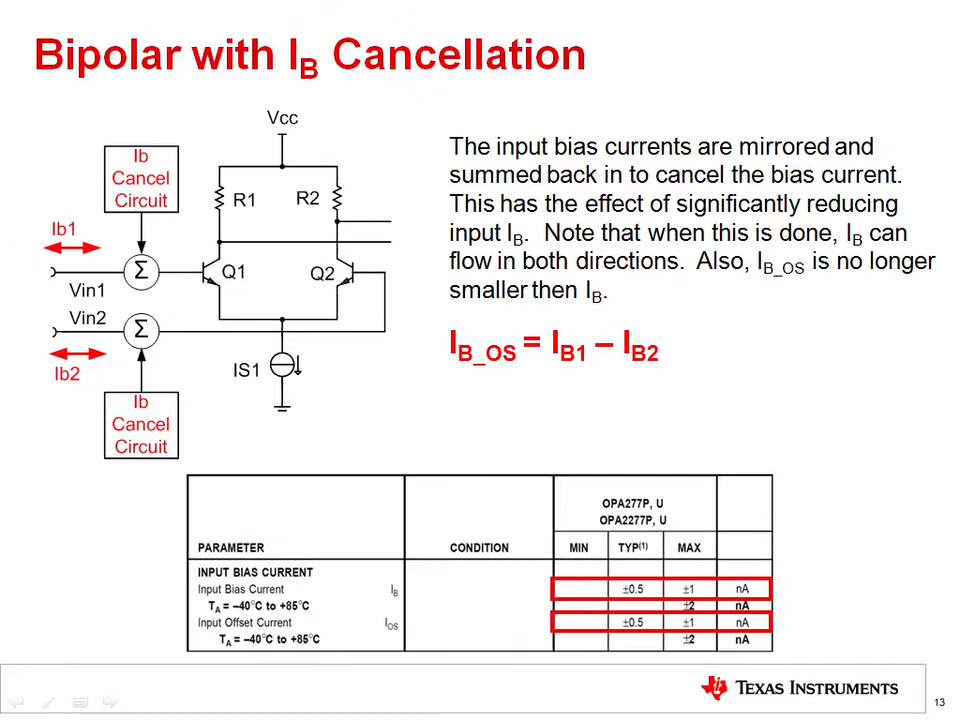 Bipolar with IB Cancellation
Vcc
Ib
Cancel
Circuit
R1
R2
Ib1
Σ
Q1
Q2
Vin1
Vin2
Σ
Ib2
IS1
Ib
Cancel
Circuit
The input bias currents are mirrored and
summed back in to cancel the bias current.
This has the effect of significantly reducing
input IB. Note that when this is done, IB can
flow in both directions. Also, IB_OS is no longer
smaller then IB.
IB_OS = IB1 – IB2
OPA277P, U
OPA2277P, U
PARAMETER CONDITION MIN TYP(1) MAX
INPUT BIAS CURRENT
Input Bias Current IB ±0.5 ±1 nA
TA = –40°C to +85°C ±2 nA
Input Offset Current IOS ±0.5 ±1 nA
TA = –40°C to +85°C ±2 nA
TEXAS INSTRUMENTS
13